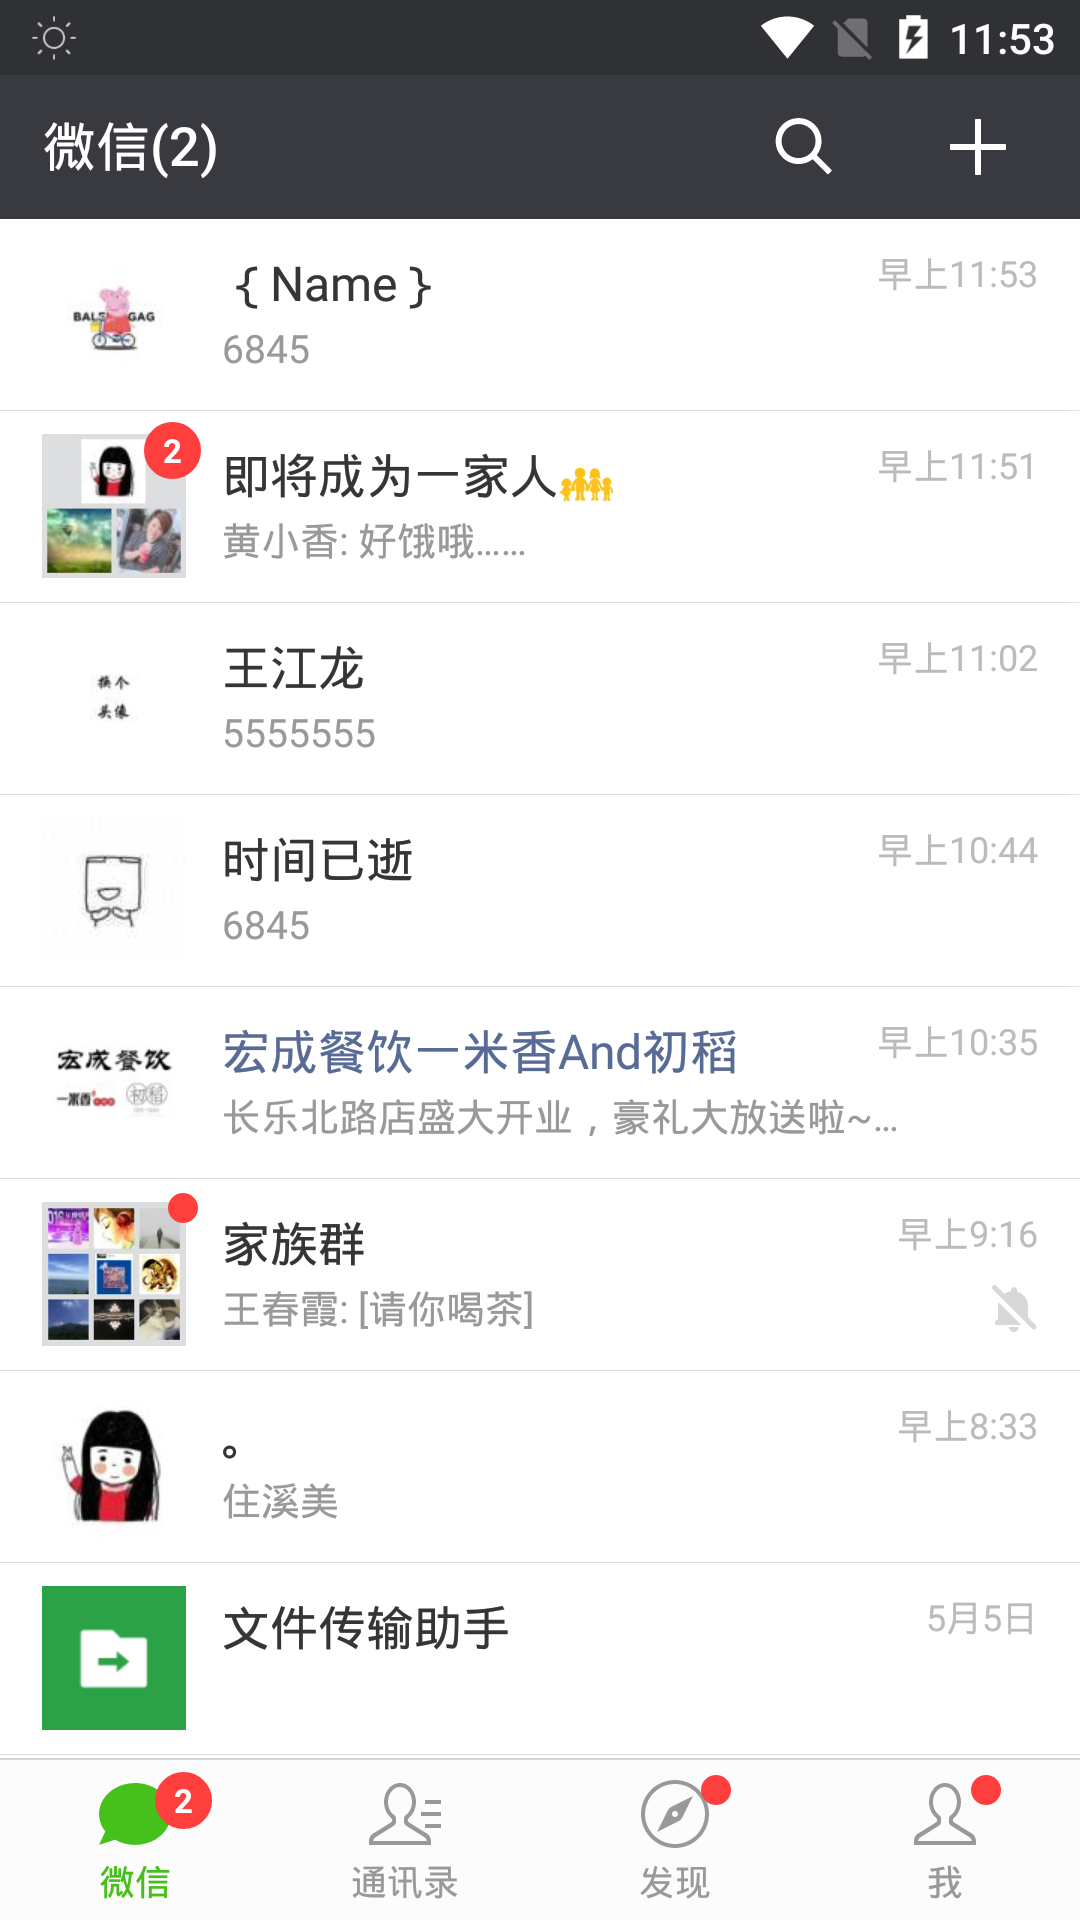 11:53
微信(2)
｛Name｝
早上11:53
6845
2
即将成为一家人
早上11:51
黄小香: 好饿哦......
换个
头像
王江龙
早上11:02
5555555
时间已逝
早上10:44
6845
宏成餐饮
一米香
初稻
宏成餐饮一米香And初稻
早上10:35
长乐北路店盛大开业，豪礼大放送啦~...
家族群
早上9:16
王春霞: [请你喝茶]
。
早上8:33
住溪美
文件传输助手
5月5日
2
微信
通讯录
发现
我